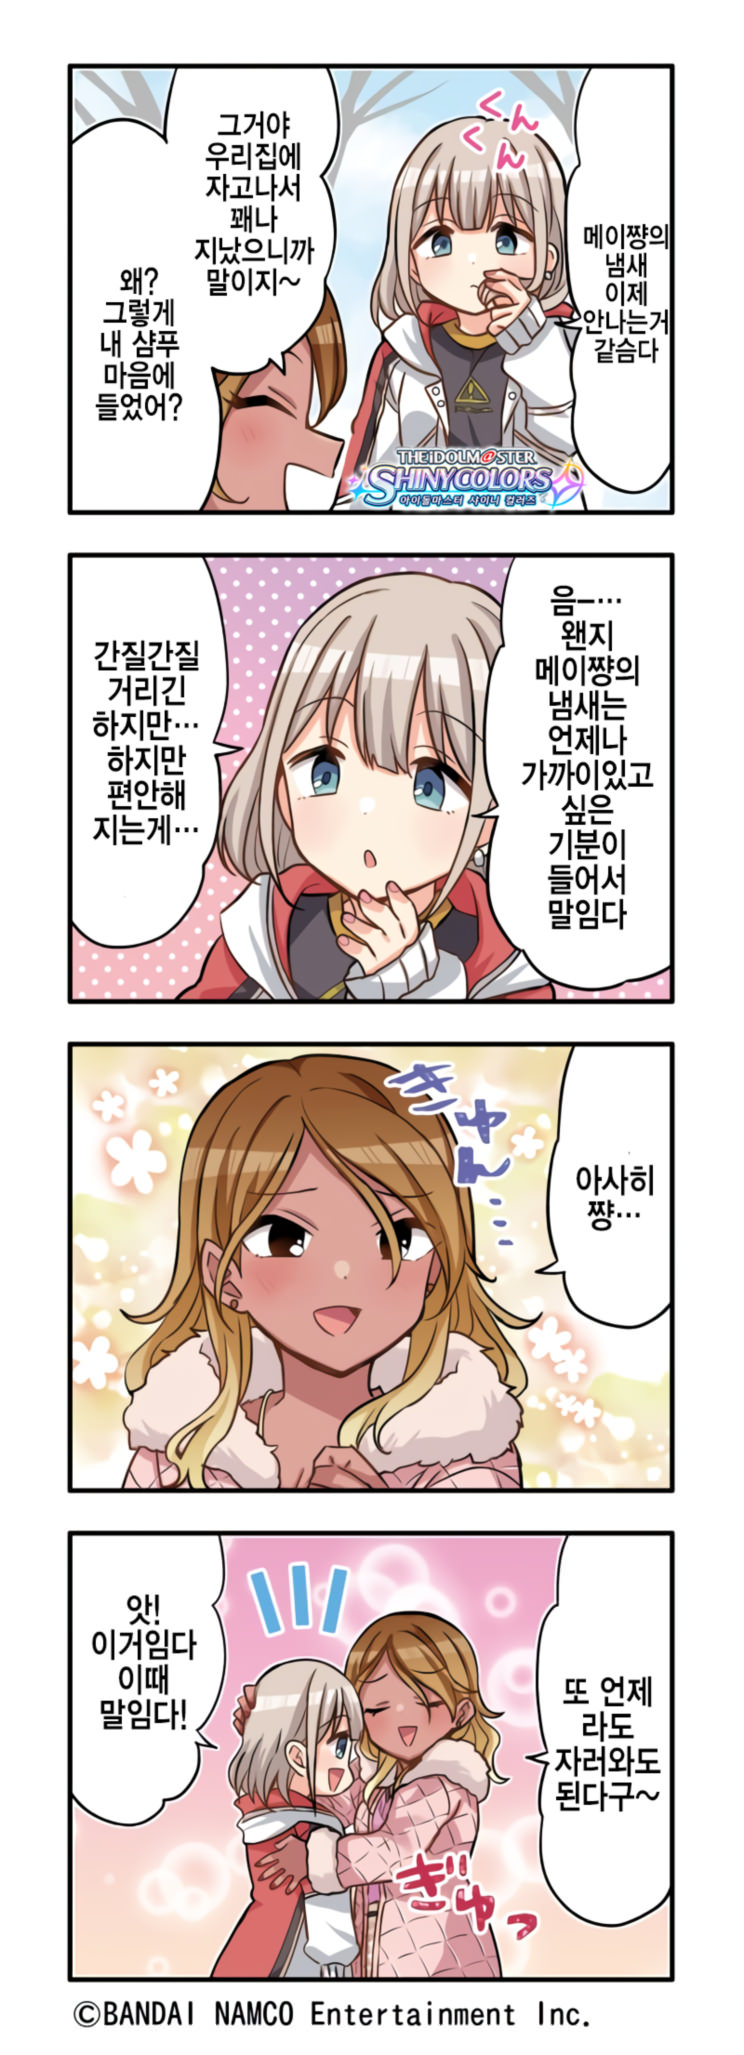 메이쨩의
냄새
이제
안나는거
같슴다
くん
くん
그거야
우리집에
자고나서
꽤나
지났으니까
말이지~
왜?
그렇게
내 샴푸
마음에
들었어?
THE iDOLM@STER
SHINYCOLORS
아이돌마스터 샤이니 컬러즈
음ー…
왠지
메이쨩의
냄새는
언제나
가까이있고
싶은
기분이
들어서
말임다
간질간질
거리긴
하지만…
하지만
편안해
지는게…
きゅん…
아사히
쨩…
또 언제
라도
자러와도
된다구~
앗!
이거임다
이때
말임다!
ぎゅっ
©BANDAI NAMCO Entertainment Inc.